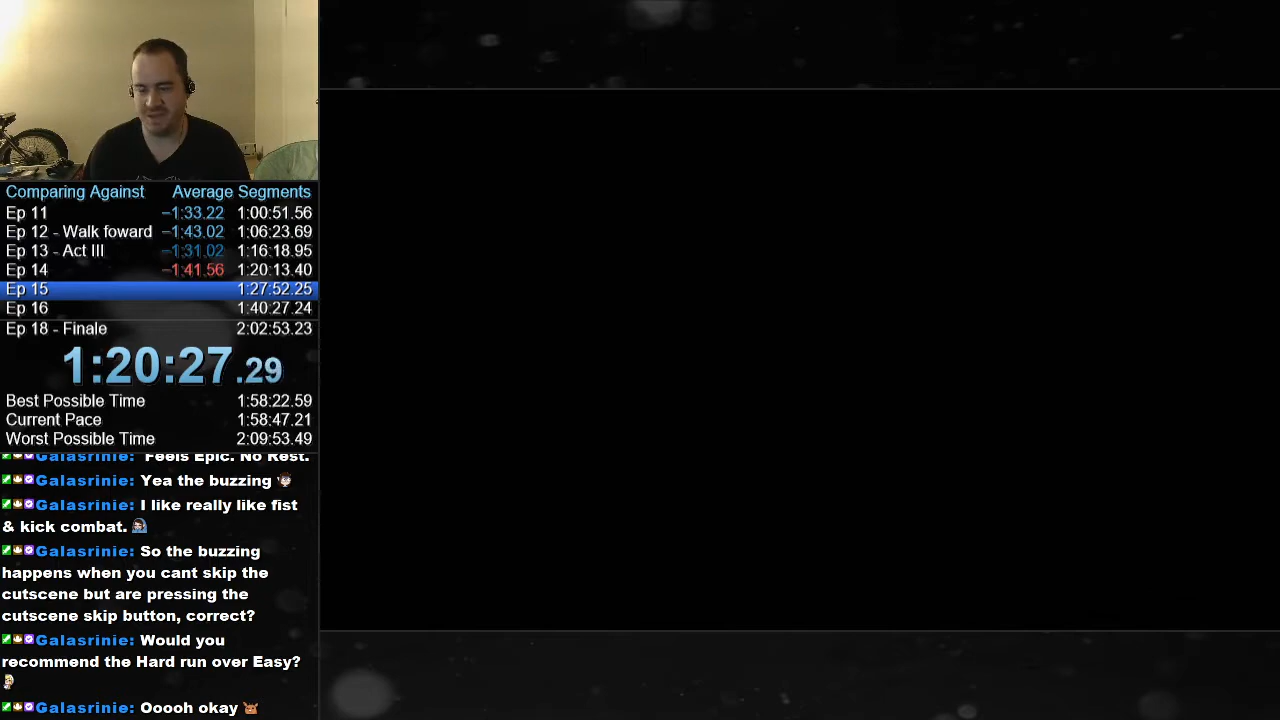 Comparing Against Average Segments
Ep 11 −1:33.22 1:00:51.56
Ep 12 - Walk foward −1:43.02 1:06:23.69
Ep 13 - Act III −1:31.02 1:16:18.95
Ep 14 −1:41.56 1:20:13.40
Ep 15 1:27:52.25
Ep 16 1:40:27.24
Ep 18 - Finale 2:02:53.23
1:20:27.29
Best Possible Time 1:58:22.59
Current Pace 1:58:47.21
Worst Possible Time 2:09:53.49
Galasrinie: Feels Epic. No Rest.
Galasrinie: Yea the buzzing
Galasrinie: I like really like fist
& kick combat.
Galasrinie: So the buzzing
happens when you cant skip the
cutscene but are pressing the
cutscene skip button, correct?
Galasrinie: Would you
recommend the Hard run over Easy?
Galasrinie: Ooooh okay